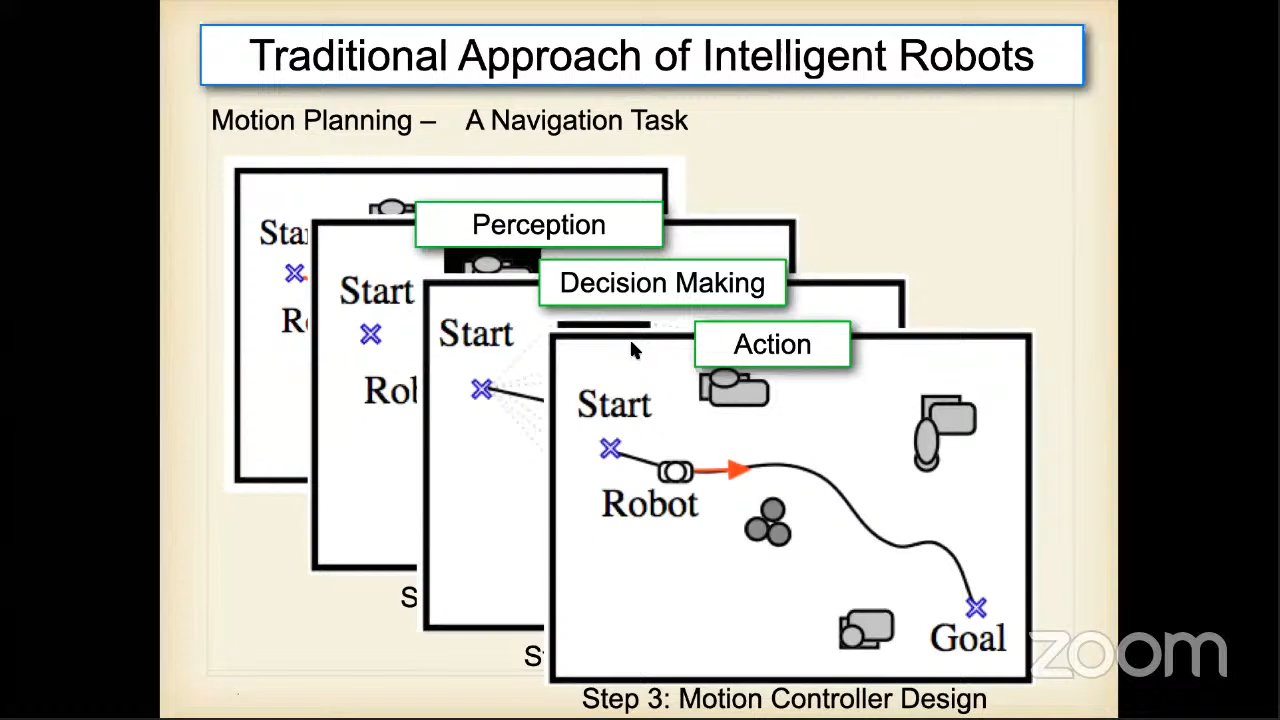 Traditional Approach of Intelligent Robots
Motion Planning – A Navigation Task
Perception
Decision Making
Action
Start
Start
Start
Robot
Goal
Step 3: Motion Controller Design
zoom